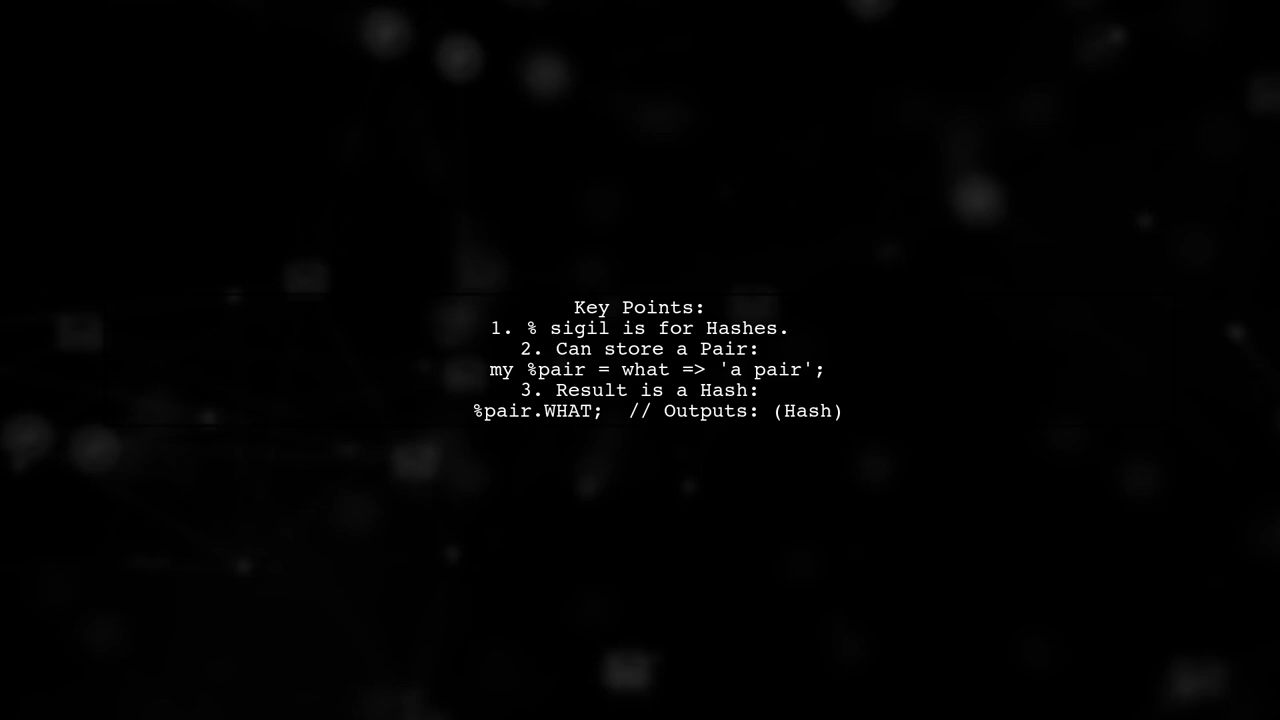 Key Points:
1. % sigil is for Hashes.
2. Can store a Pair:
my %pair = what => 'a pair';
3. Result is a Hash:
%pair.WHAT;  // Outputs: (Hash)